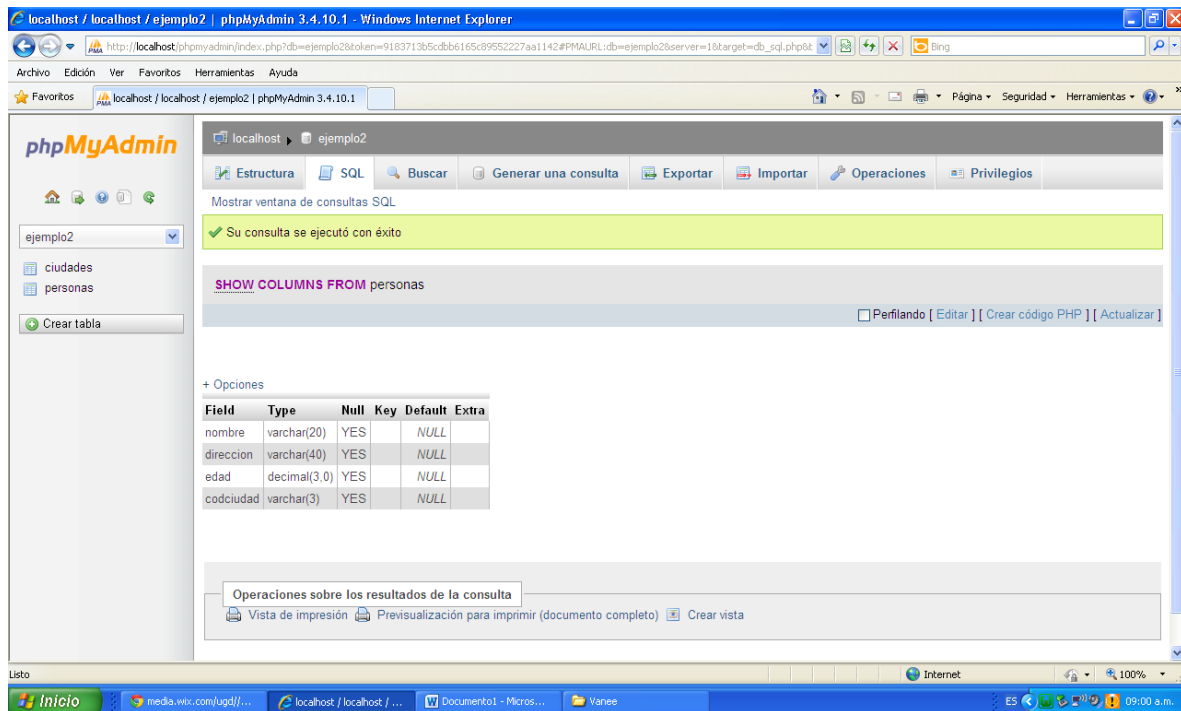 localhost / localhost / ejemplo2 | phpMyAdmin 3.4.10.1 - Windows Internet Explorer
http://localhost/phpmyadmin/index.php?db=ejemplo2&token=9183713b5cdbb6165c89552227aa1142#PMAURL:db=ejemplo2&server=1&target=db_sql.php&t
Bing
Archivo Edición Ver Favoritos Herramientas Ayuda
Favoritos
localhost / localhost / ejemplo2 | phpMyAdmin 3.4.10.1
Página Seguridad Herramientas
phpMyAdmin
ejemplo2
ciudades
personas
Crear tabla
localhost ejemplo2
Estructura SQL Buscar Generar una consulta Exportar Importar Operaciones Privilegios
Mostrar ventana de consultas SQL
Su consulta se ejecutó con éxito
SHOW COLUMNS FROM personas
Perfilando [ Editar ] [ Crear código PHP ] [ Actualizar ]
+ Opciones
Field Type Null Key Default Extra
nombre varchar(20) YES NULL
direccion varchar(40) YES NULL
edad decimal(3,0) YES NULL
codciudad varchar(3) YES NULL
Operaciones sobre los resultados de la consulta
Vista de impresión Previsualización para imprimir (documento completo) Crear vista
Listo
Internet
100%
Inicio
media.wix.com/ugd//...
localhost / localhost / ...
Documento1 - Micros...
Vanee
ES
09:00 a.m.